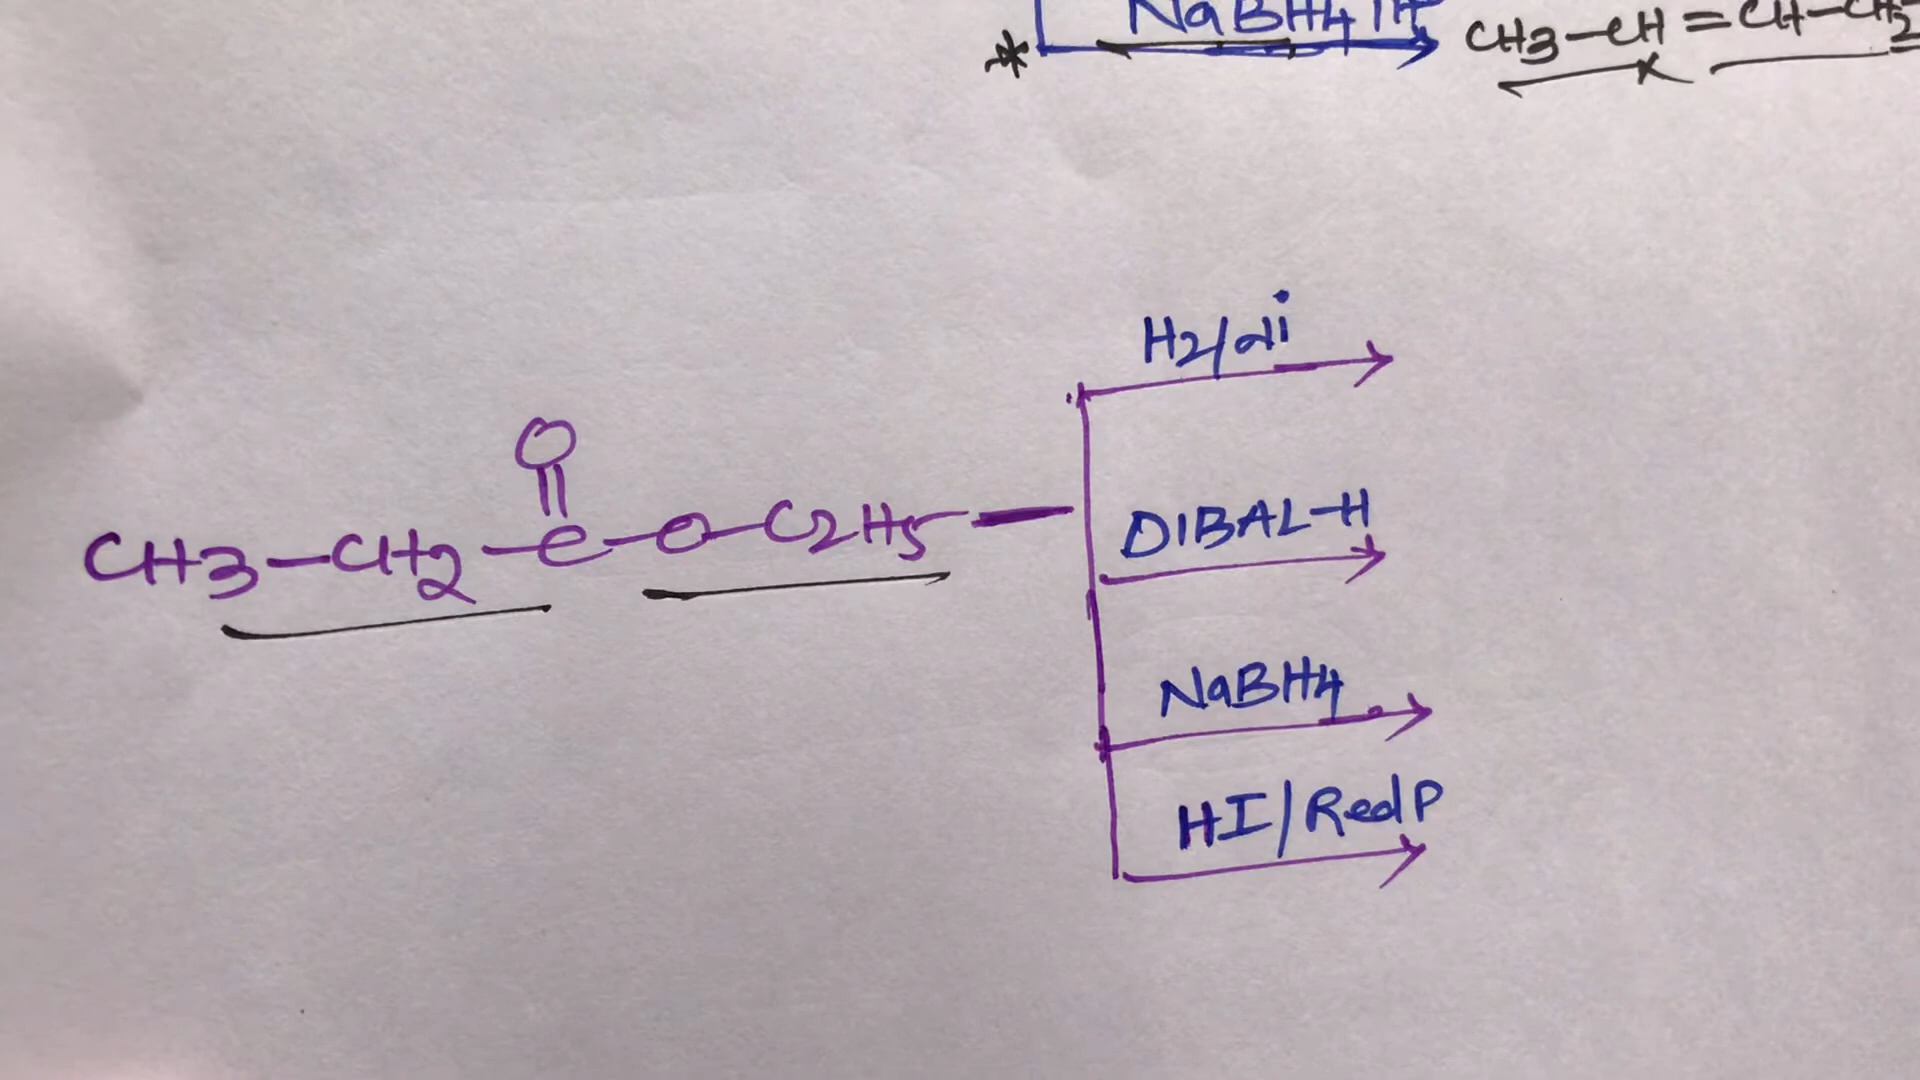 NaBH4/H+
CH3-CH=CH-CH2
*
H2/Ni
O
||
CH3-CH2-C-O-C2H5
DIBAL-H
NaBH4
HI/Red P